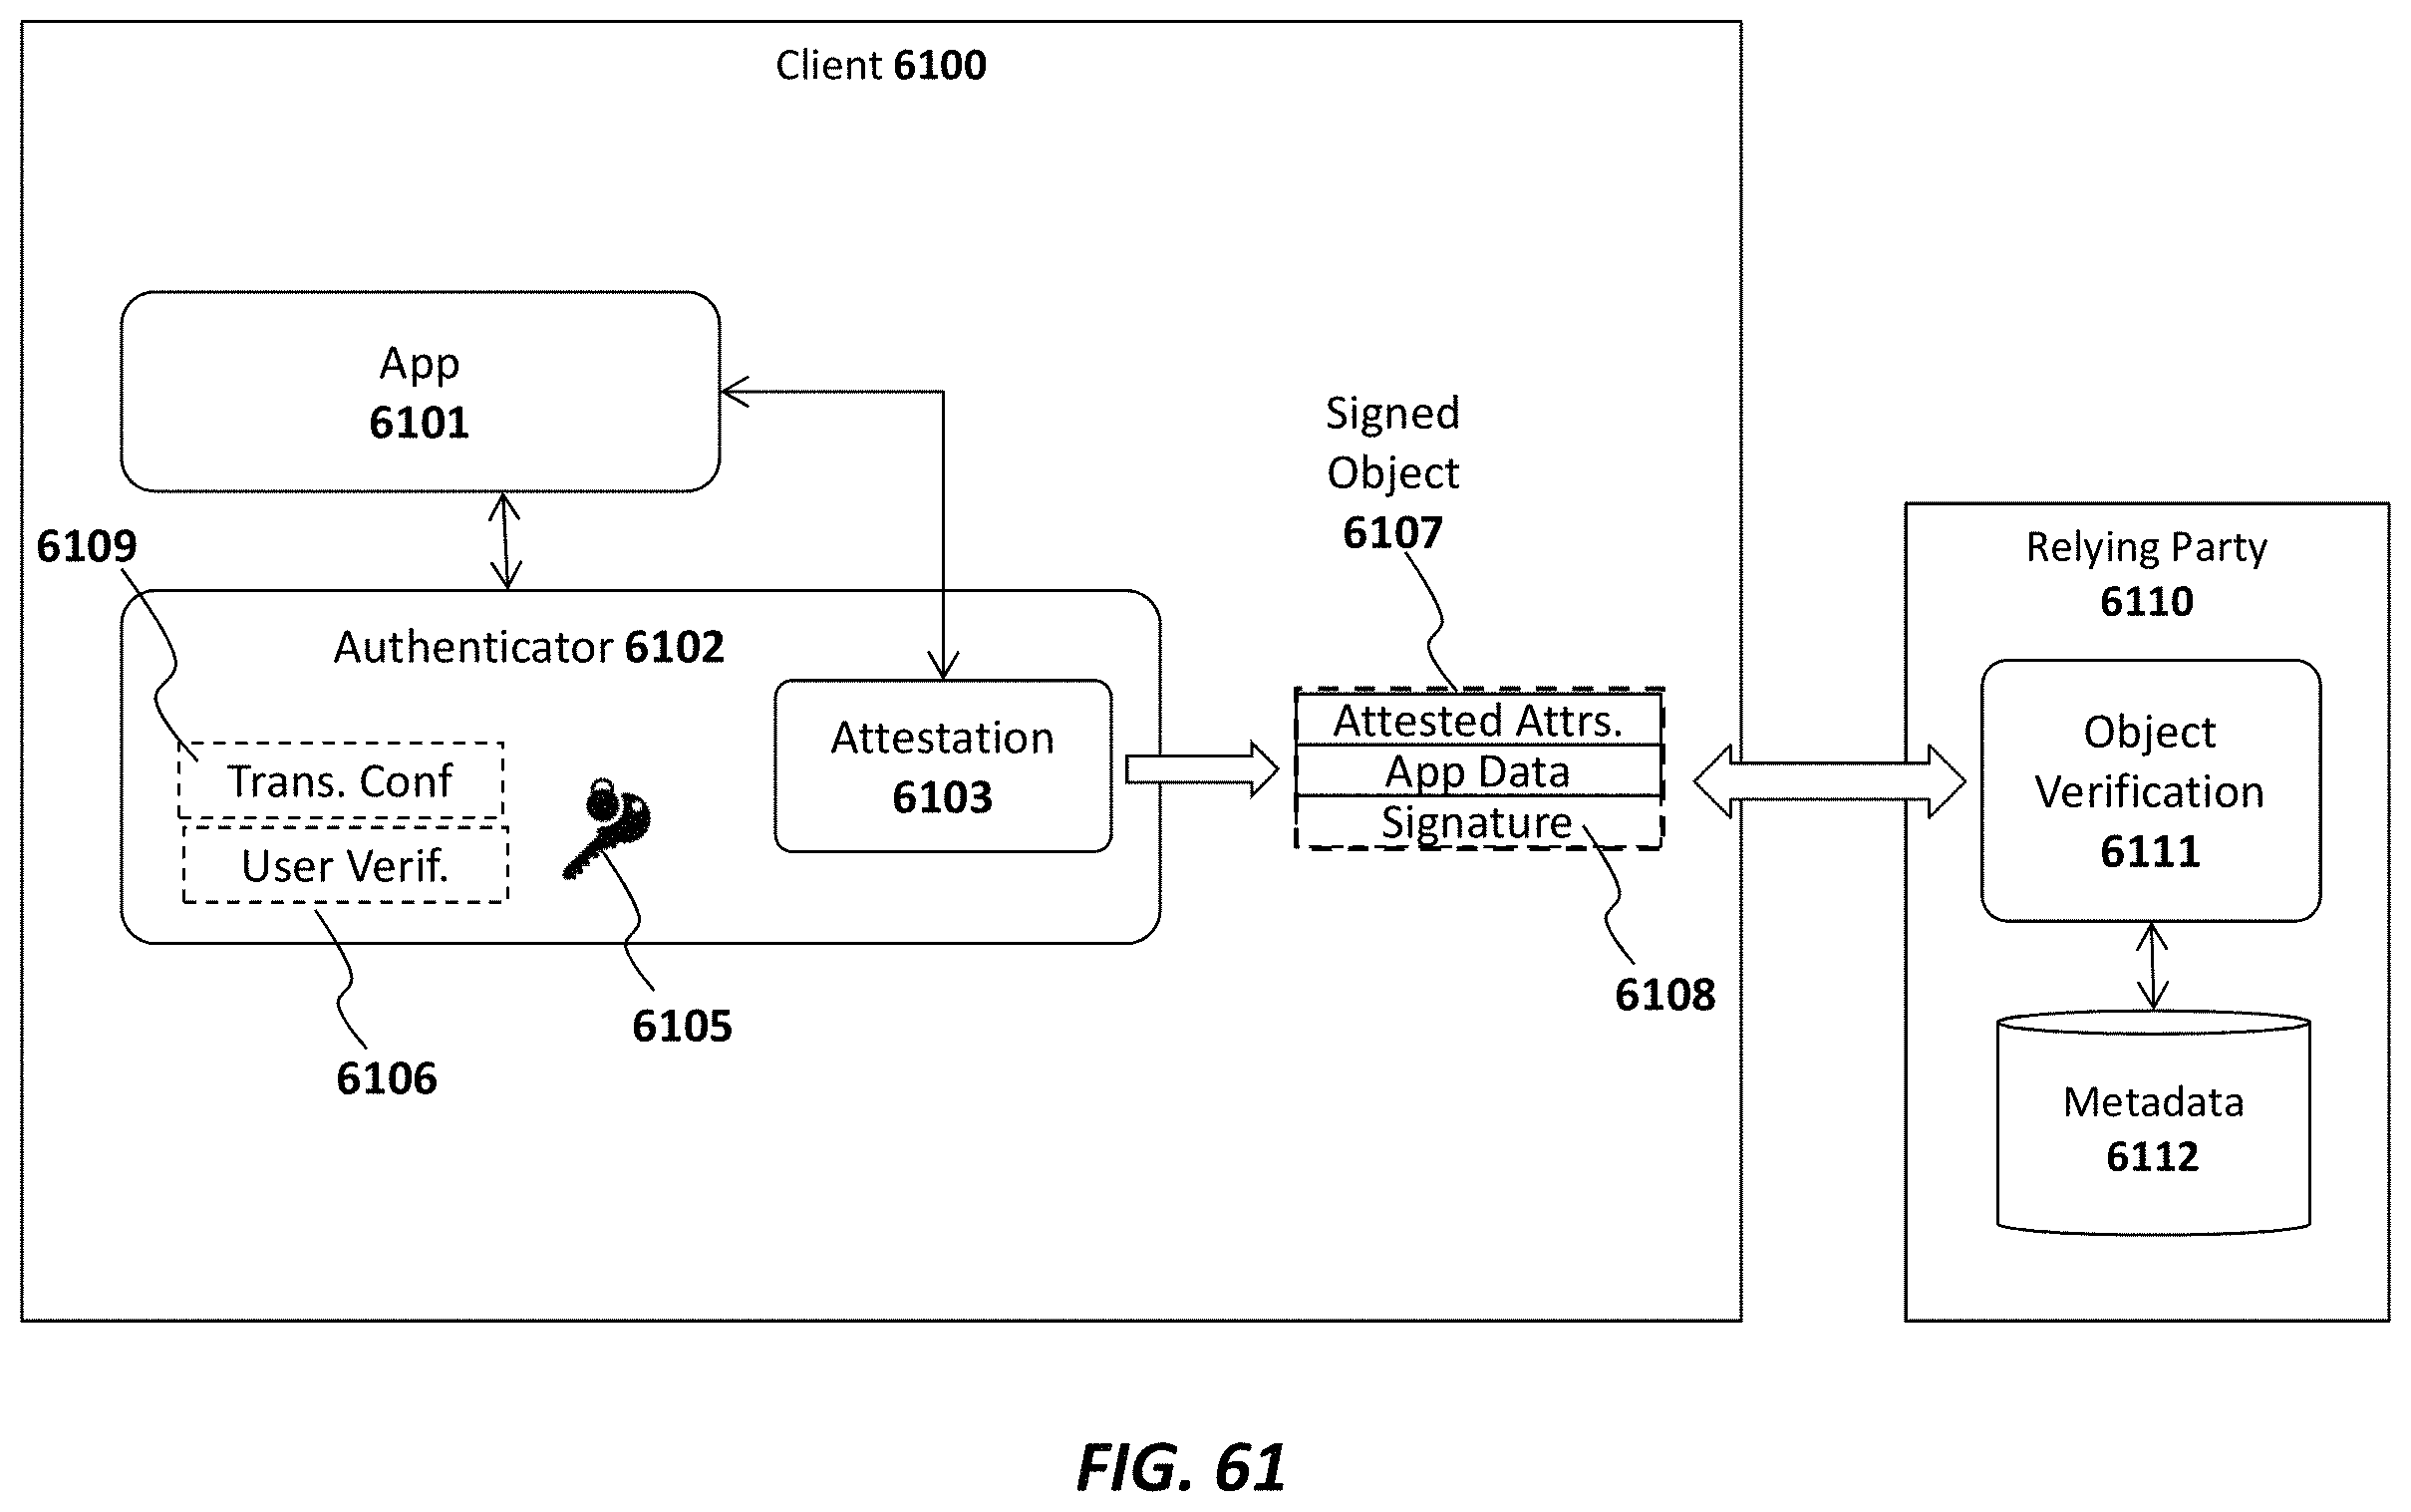 Client 6100
App
6101
Signed
Object
6107
6109
Authenticator 6102
Attestation
6103
Trans. Conf
User Verif.
6105
6106
Attested Attrs.
App Data
Signature
6108
Relying Party
6110
Object
Verification
6111
Metadata
6112
FIG. 61